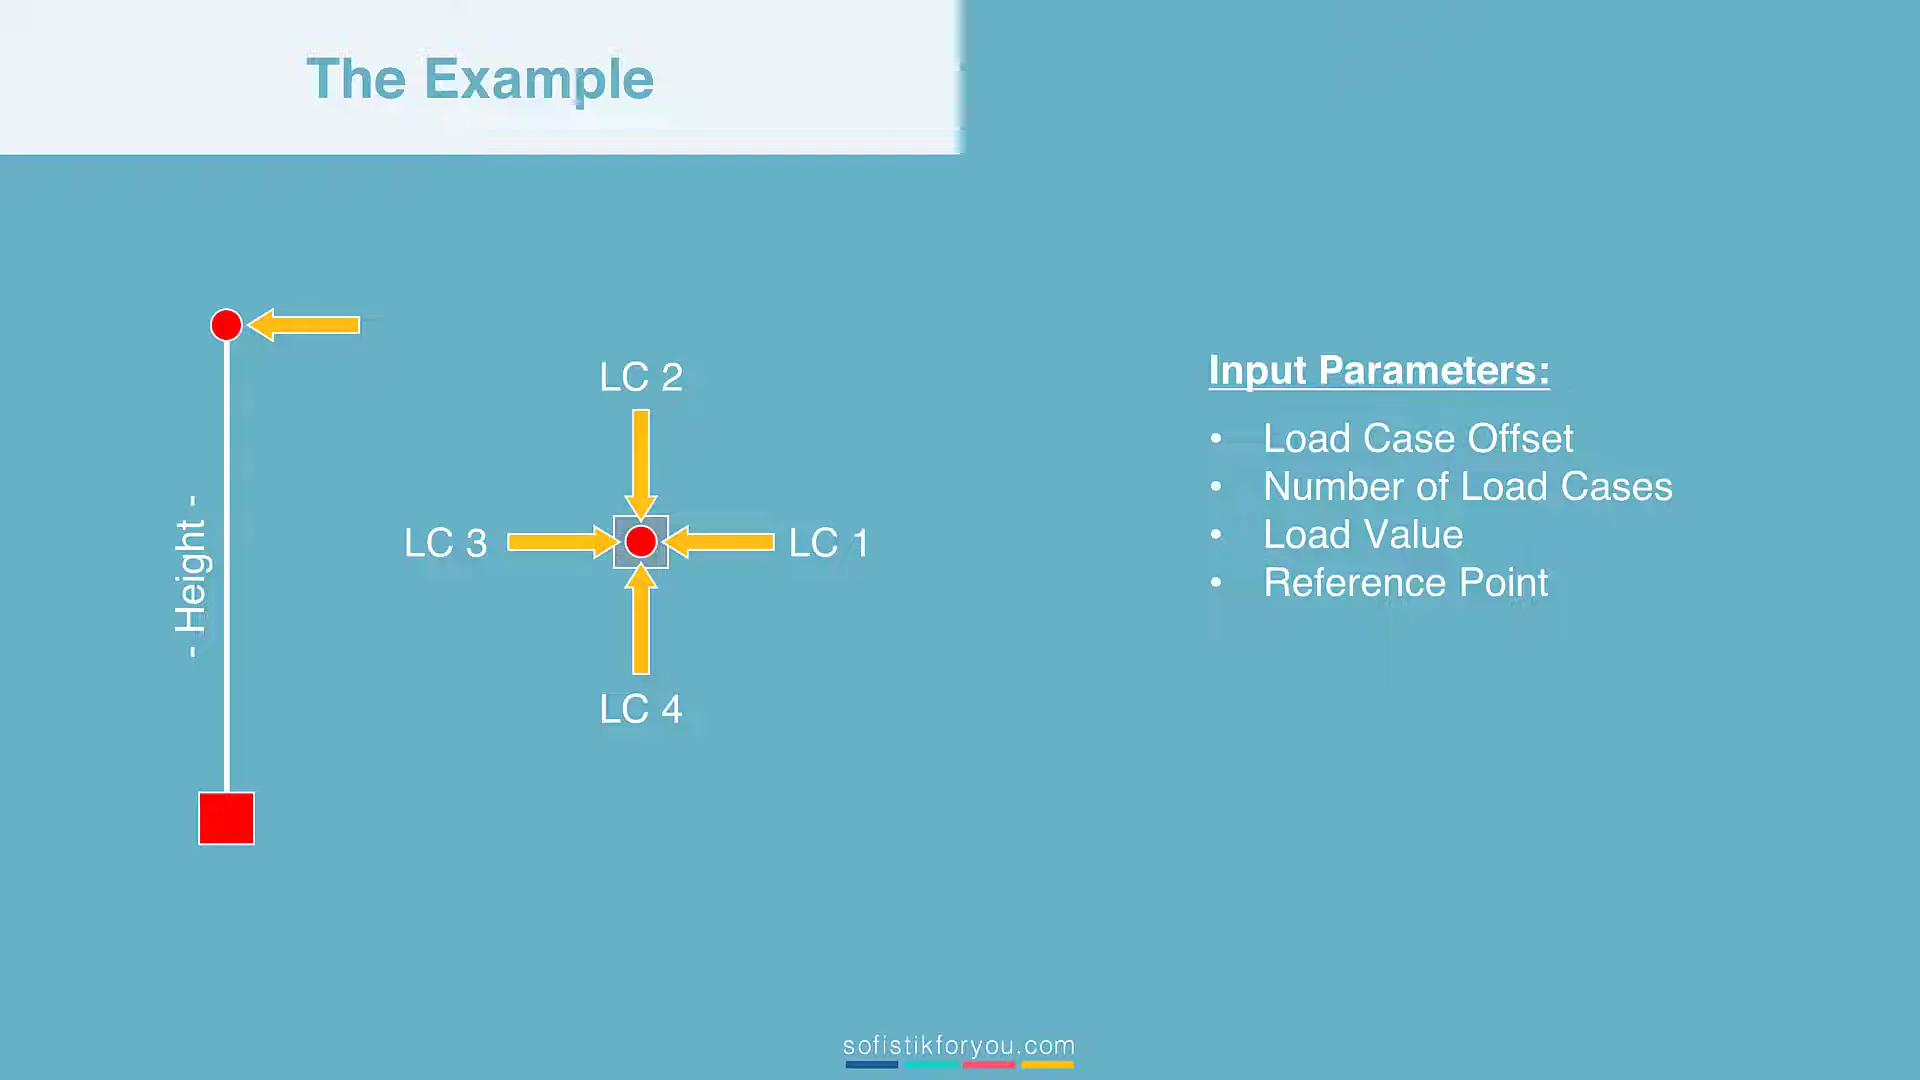 The Example
- Height -
LC 2
LC 3
LC 1
LC 4
Input Parameters:
• Load Case Offset
• Number of Load Cases
• Load Value
• Reference Point
sofistikforyou.com